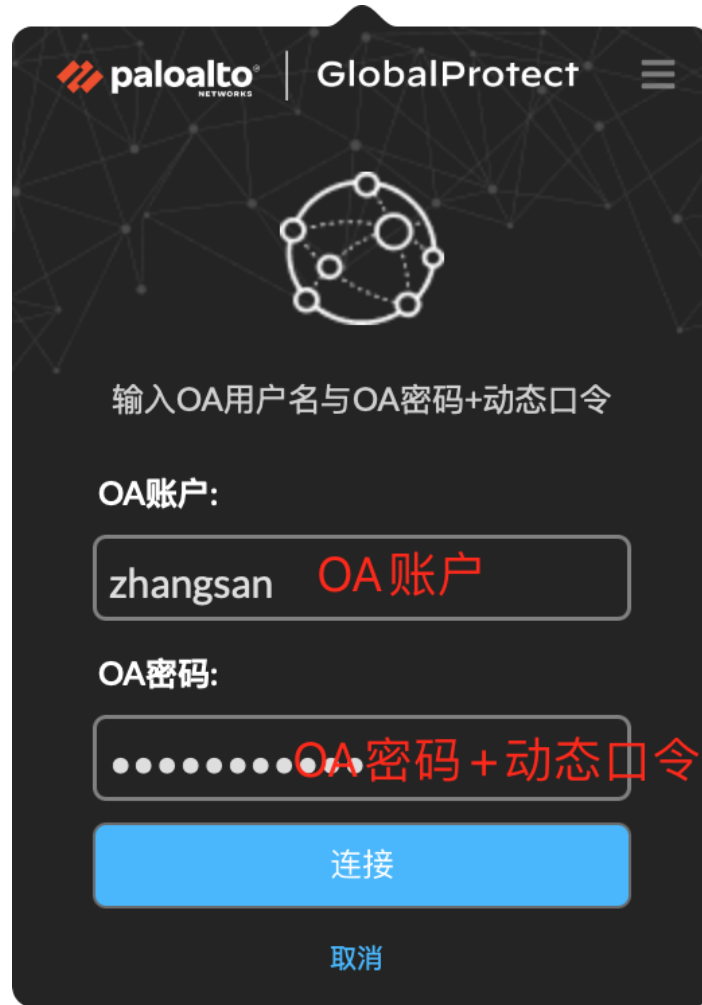 paloalto® | GlobalProtect
NETWORKS
输入OA用户名与OA密码+动态口令
OA账户:
zhangsan OA账户
OA密码:
●●●●●●●●●●● OA密码+动态口令
连接
取消